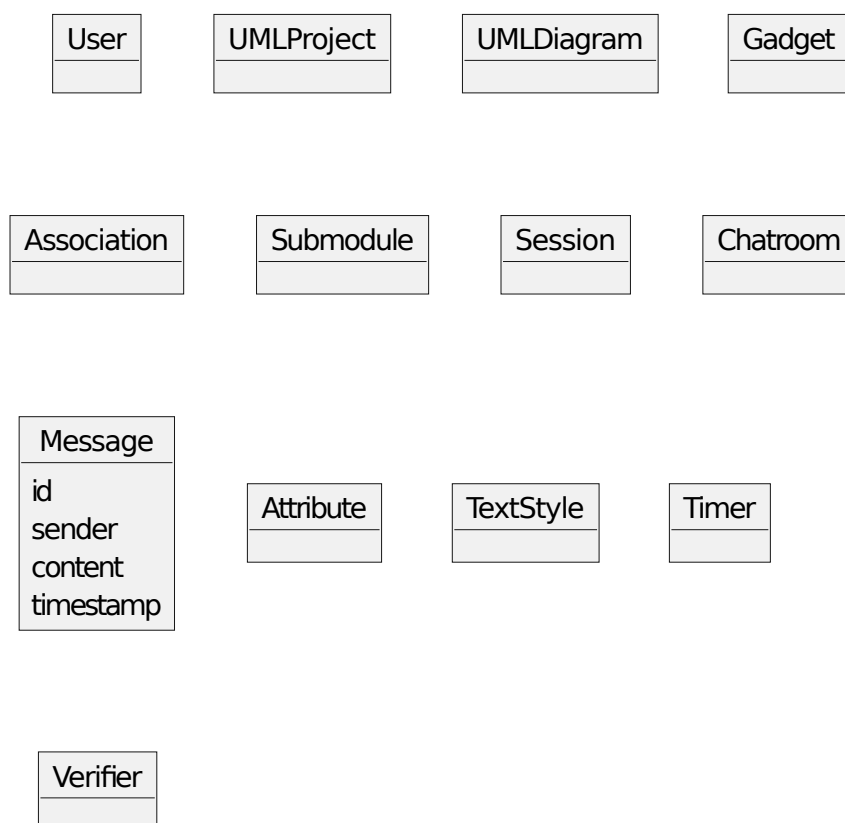 User
UMLProject
UMLDiagram
Gadget
Association
Submodule
Session
Chatroom
Message
id
sender
content
timestamp
Attribute
TextStyle
Timer
Verifier